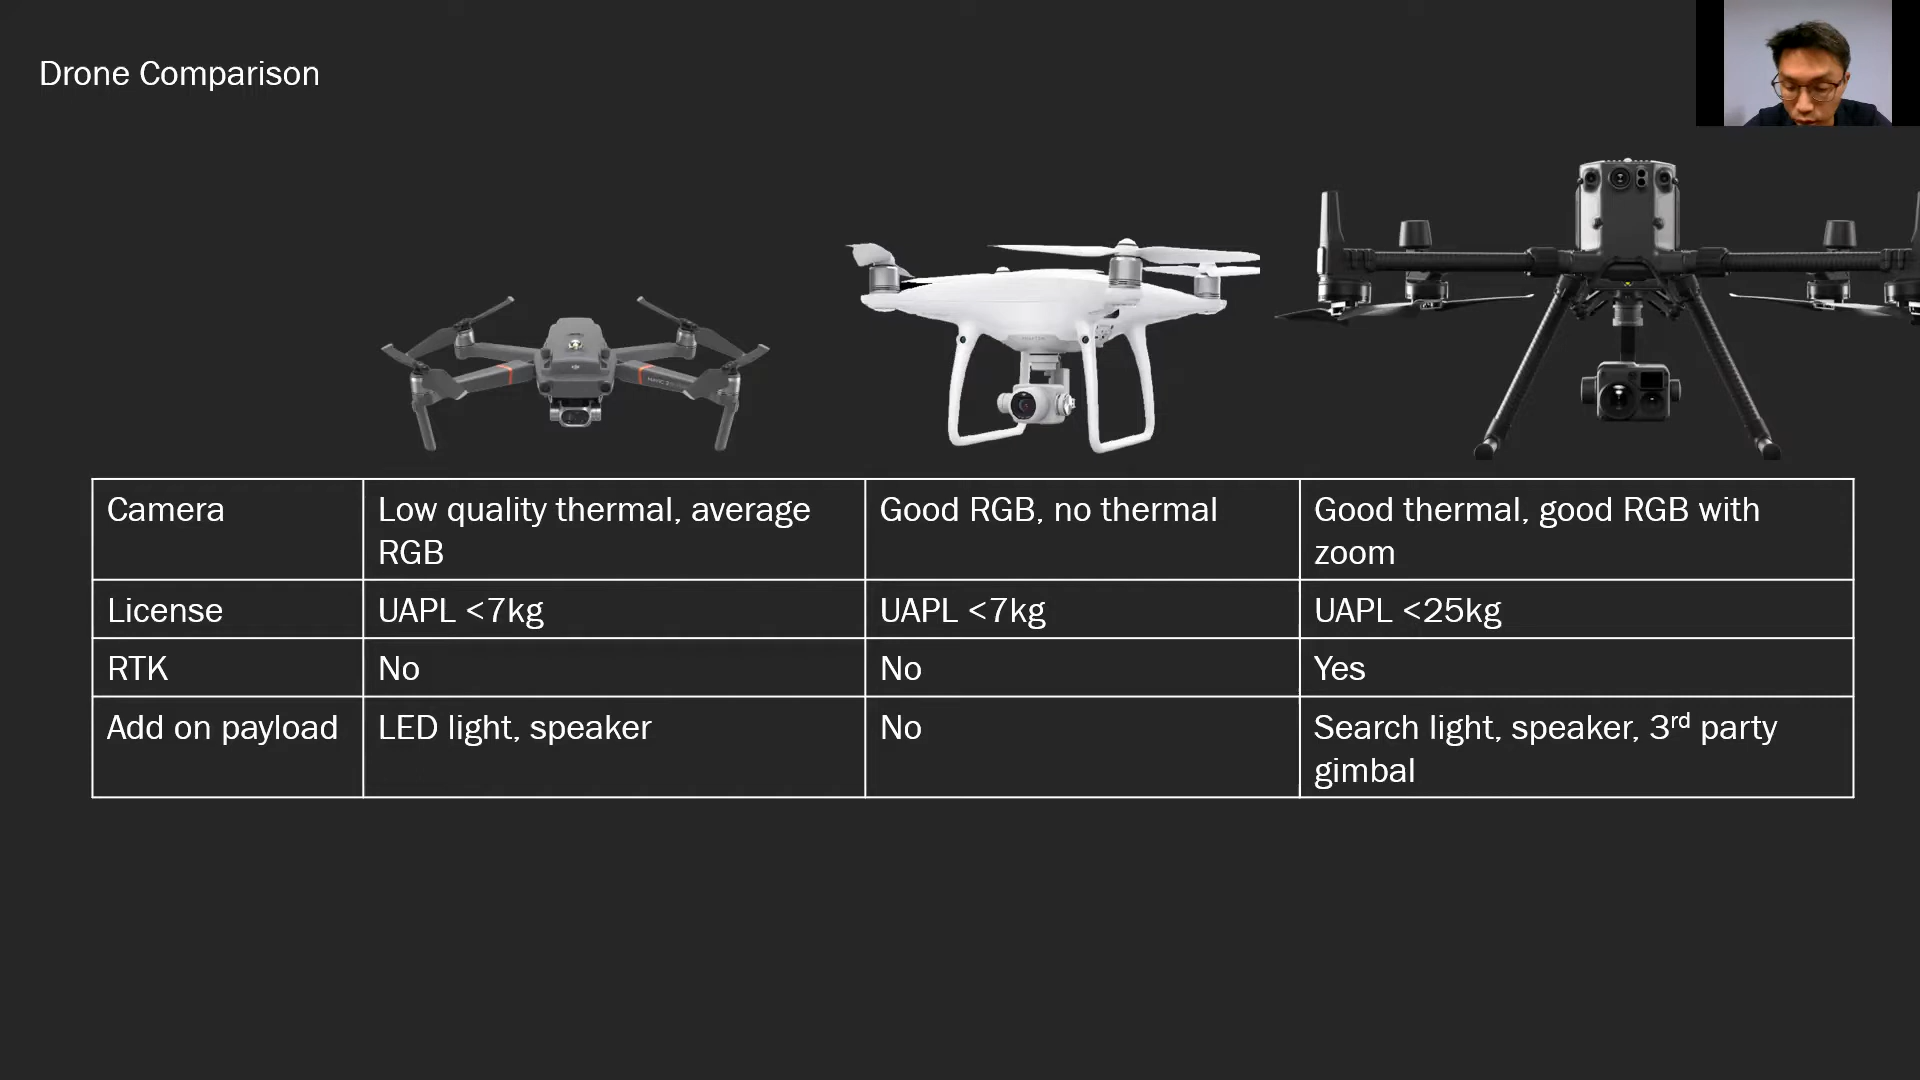 Drone Comparison
Camera
Low quality thermal, average
RGB
Good RGB, no thermal
Good thermal, good RGB with
zoom
License
UAPL <7kg
UAPL <7kg
UAPL <25kg
RTK
No
No
Yes
Add on payload
LED light, speaker
No
Search light, speaker, 3rd party
gimbal